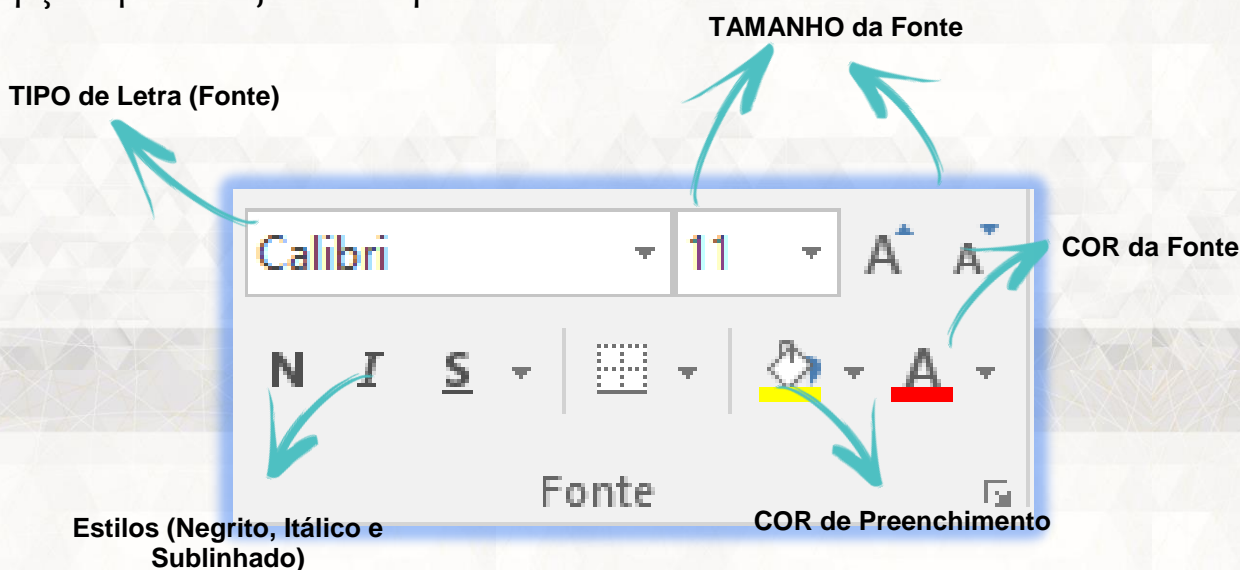 TAMANHO da Fonte
TIPO de Letra (Fonte)
Calibri 11 A A
COR da Fonte
N I S A
Fonte
COR de Preenchimento
Estilos (Negrito, Itálico e
Sublinhado)